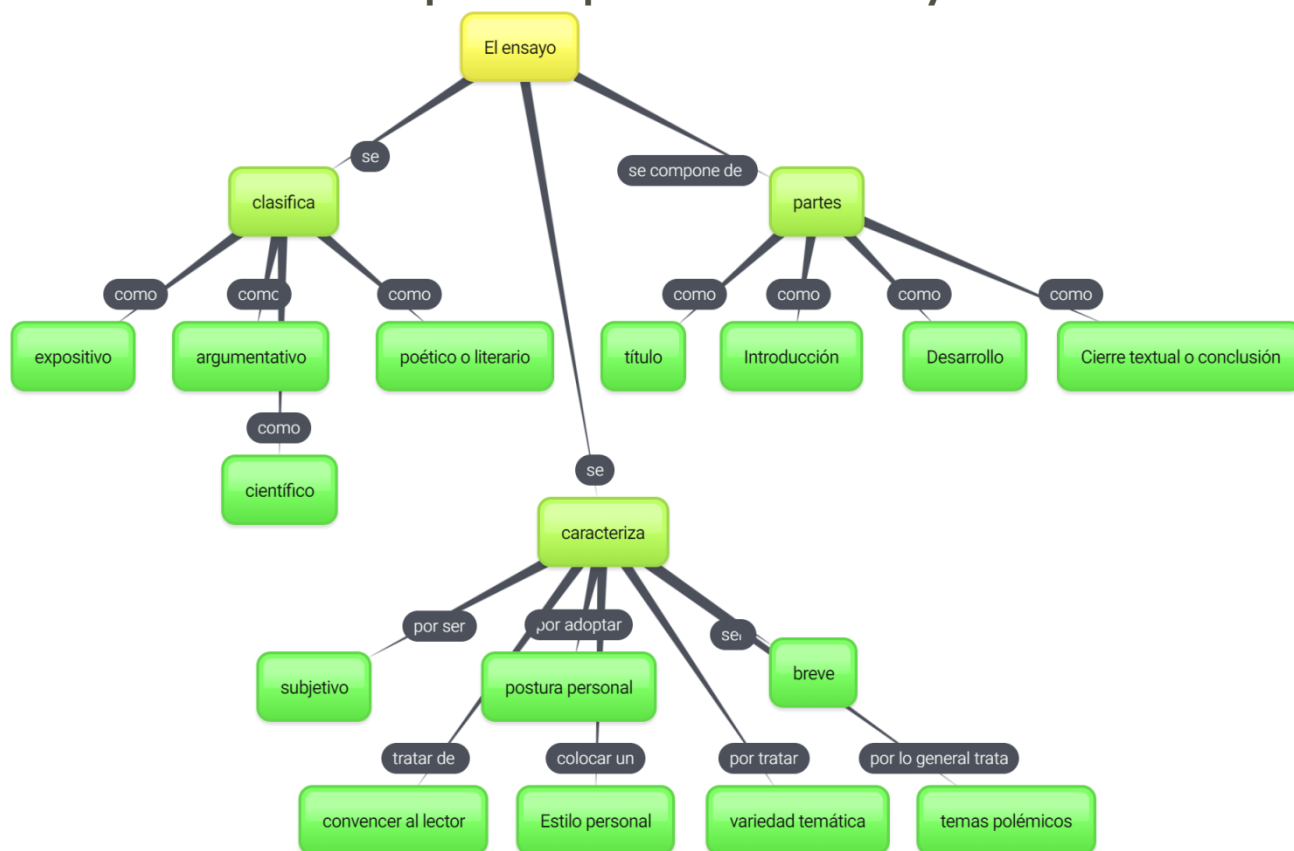 El ensayo
se
se compone de
clasifica
partes
como
como
como
como
como
como
como
expositivo
argumentativo
poético o literario
título
Introducción
Desarrollo
Cierre textual o conclusión
como
científico
se
caracteriza
por ser
por adoptar
subjetivo
postura personal
breve
tratar de
colocar un
por tratar
por lo general trata
convencer al lector
Estilo personal
variedad temática
temas polémicos